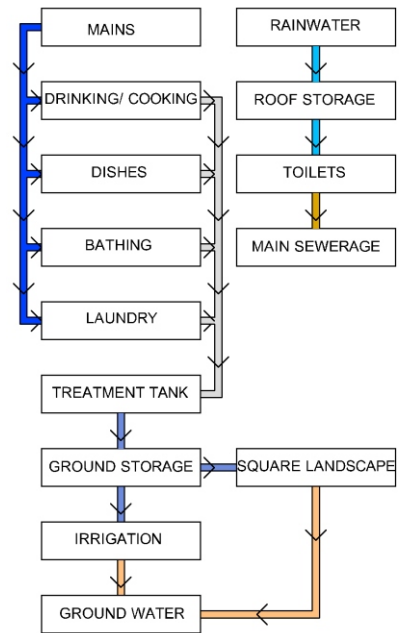 MAINS
DRINKING/ COOKING
DISHES
BATHING
LAUNDRY
TREATMENT TANK
GROUND STORAGE
IRRIGATION
GROUND WATER
RAINWATER
ROOF STORAGE
TOILETS
MAIN SEWERAGE
SQUARE LANDSCAPE